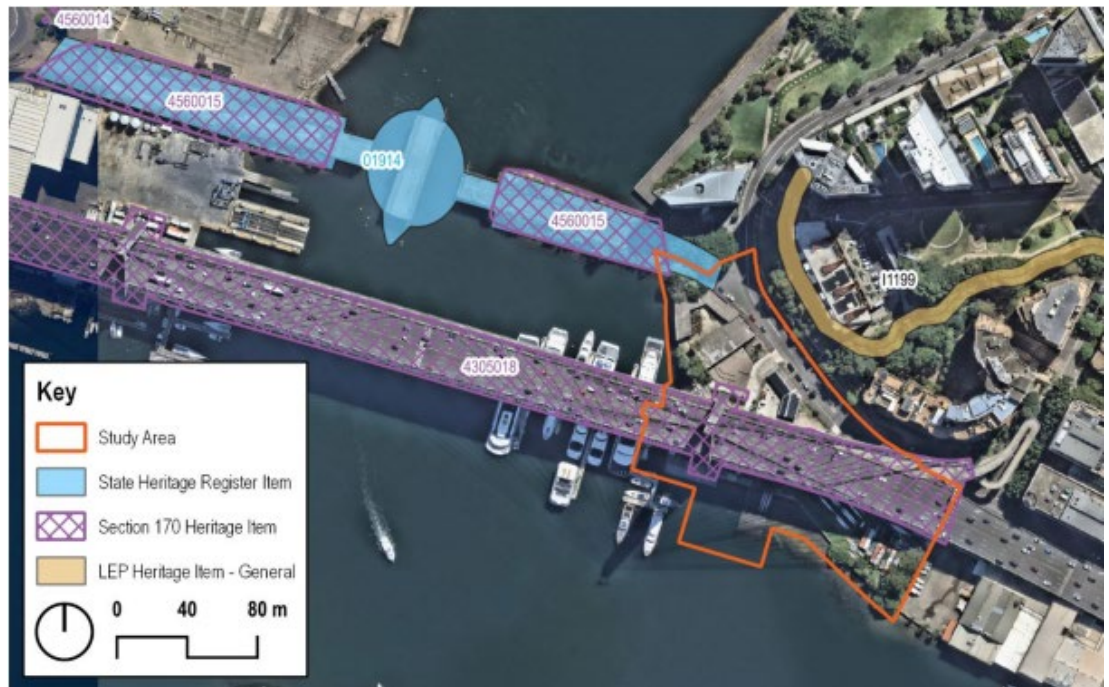 4560014
4560015
01914
4560015
I1199
4305018
Key
Study Area
State Heritage Register Item
Section 170 Heritage Item
LEP Heritage Item - General
0 40 80 m